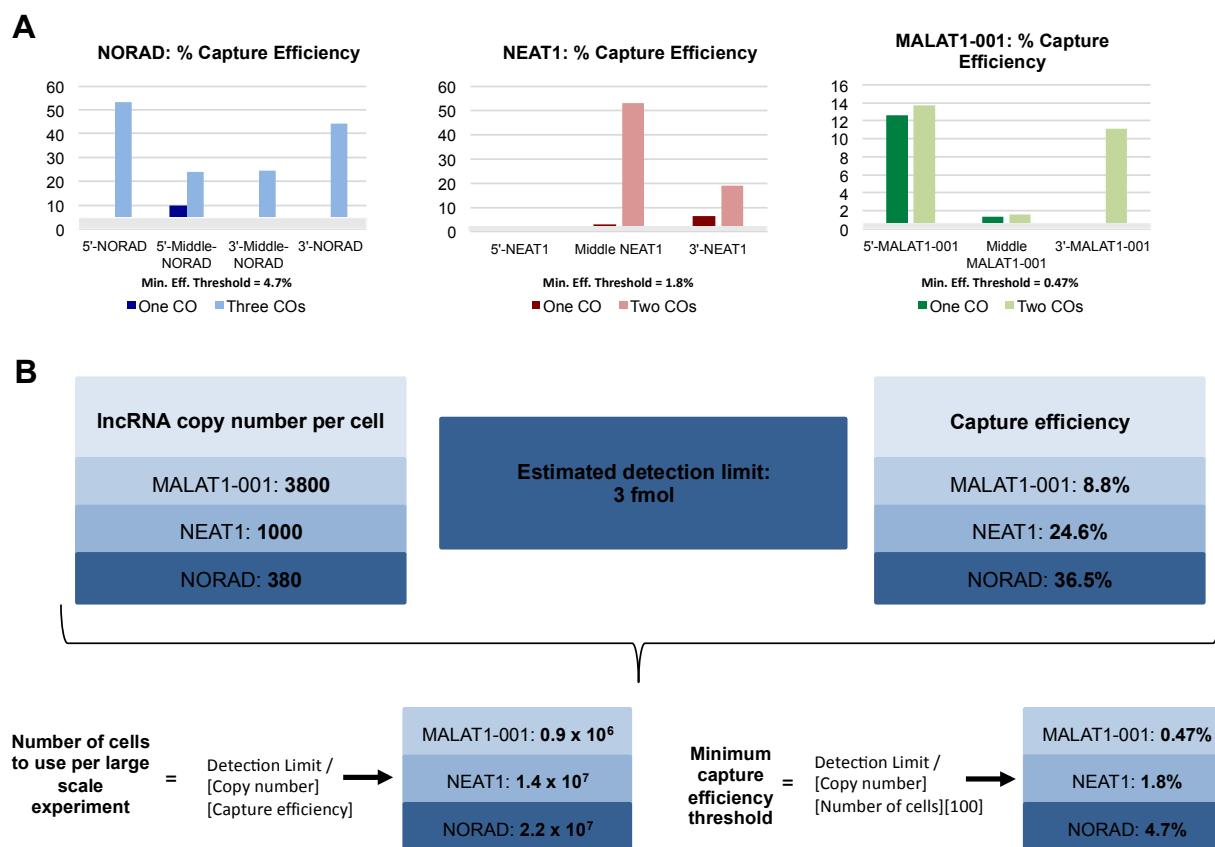 A
NORAD: % Capture Efficiency
60
50
40
30
20
10
0
5'-NORAD
5'-Middle-
NORAD
3'-Middle-
NORAD
3'-NORAD
Min. Eff. Threshold = 4.7%
One CO
Three COs
NEAT1: % Capture Efficiency
60
50
40
30
20
10
0
5'-NEAT1
Middle NEAT1
3'-NEAT1
Min. Eff. Threshold = 1.8%
One CO
Two COs
MALAT1-001: % Capture
Efficiency
16
14
12
10
8
6
4
2
0
5'-MALAT1-001
Middle
MALAT1-001
3'-MALAT1-001
Min. Eff. Threshold = 0.47%
One CO
Two COs
B
lncRNA copy number per cell
MALAT1-001: 3800
NEAT1: 1000
NORAD: 380
Estimated detection limit:
3 fmol
Capture efficiency
MALAT1-001: 8.8%
NEAT1: 24.6%
NORAD: 36.5%
Number of cells
to use per large
scale
experiment
=
Detection Limit /
[Copy number]
[Capture efficiency]
MALAT1-001: 0.9 x 10⁶
NEAT1: 1.4 x 10⁷
NORAD: 2.2 x 10⁷
Minimum
capture
efficiency
threshold
=
Detection Limit /
[Copy number]
[Number of cells][100]
MALAT1-001: 0.47%
NEAT1: 1.8%
NORAD: 4.7%